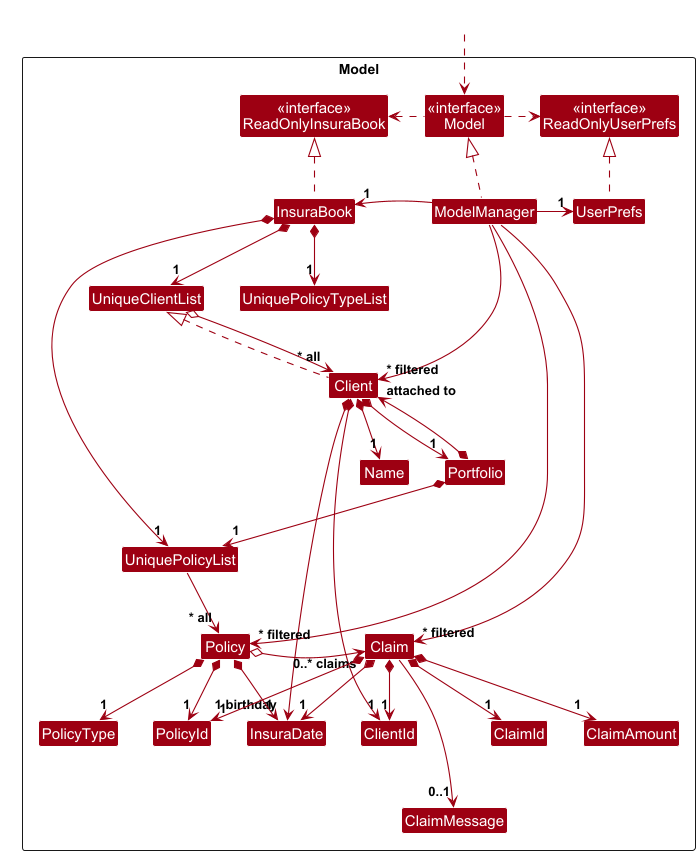 Model
«interface»
ReadOnlyInsuraBook
«interface»
Model
«interface»
ReadOnlyUserPrefs
1
1
InsuraBook
ModelManager
UserPrefs
1
1
UniqueClientList
UniquePolicyTypeList
* all
* filtered
Client
attached to
1
1
Name
Portfolio
1
1
UniquePolicyList
* all
* filtered
* filtered
Policy
Claim
0..* claims
1
1
1
birthday
1
1
1
1
1
1
PolicyType
PolicyId
InsuraDate
ClientId
ClaimId
ClaimAmount
0..1
ClaimMessage